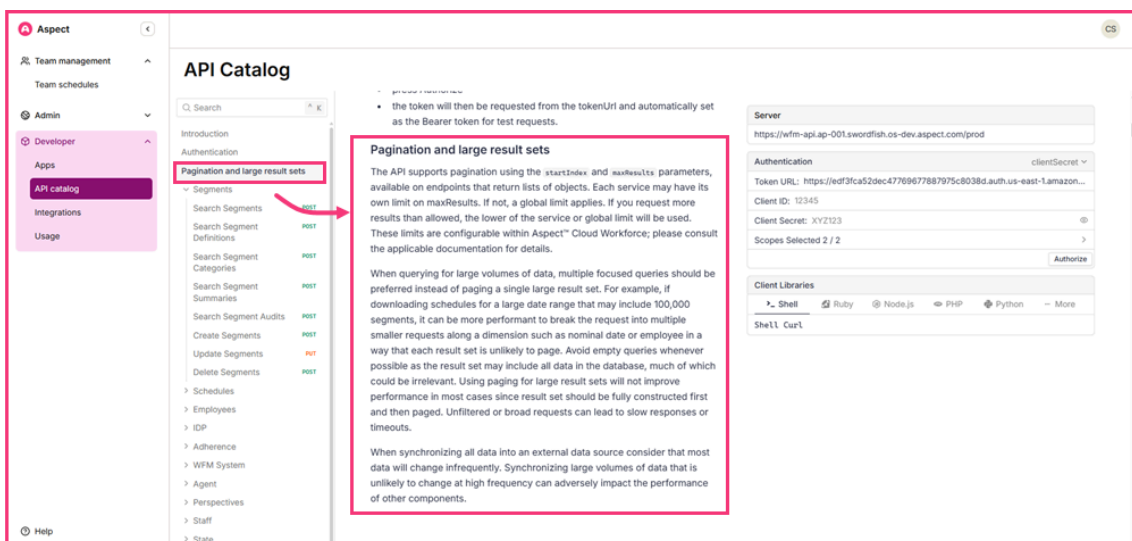 Aspect
CS
Team management
Team schedules
Admin
Developer
Apps
API catalog
Integrations
Usage
Help
API Catalog
Search
^ K
Introduction
Authentication
Pagination and large result sets
Segments
Search Segments POST
Search Segment Definitions POST
Search Segment Categories POST
Search Segment Summaries POST
Search Segment Audits POST
Create Segments POST
Update Segments PUT
Delete Segments POST
Schedules
Employees
IDP
Adherence
WFM System
Agent
Perspectives
Staff
State
press Authorize
the token will then be requested from the tokenUrl and automatically set
as the Bearer token for test requests.
Pagination and large result sets
The API supports pagination using the startIndex and maxResults parameters,
available on endpoints that return lists of objects. Each service may have its
own limit on maxResults. If not, a global limit applies. If you request more
results than allowed, the lower of the service or global limit will be used.
These limits are configurable within Aspect™ Cloud Workforce; please consult
the applicable documentation for details.
When querying for large volumes of data, multiple focused queries should be
preferred instead of paging a single large result set. For example, if
downloading schedules for a large date range that may include 100,000
segments, it can be more performant to break the request into multiple
smaller requests along a dimension such as nominal date or employee in a
way that each result set is unlikely to page. Avoid empty queries whenever
possible as the result set may include all data in the database, much of which
could be irrelevant. Using paging for large result sets will not improve
performance in most cases since result set should be fully constructed first
and then paged. Unfiltered or broad requests can lead to slow responses or
timeouts.
When synchronizing all data into an external data source consider that most
data will change infrequently. Synchronizing large volumes of data that is
unlikely to change at high frequency can adversely impact the performance
of other components.
Server
https://wfm-api.ap-001.swordfish.os-dev.aspect.com/prod
Authentication clientSecret
Token URL: https://edf3fca52dec47769677887975c8038d.auth.us-east-1.amazon...
Client ID: 12345
Client Secret: XYZ123
Scopes Selected 2 / 2
Authorize
Client Libraries
Shell Ruby Node.js PHP Python More
Shell Curl